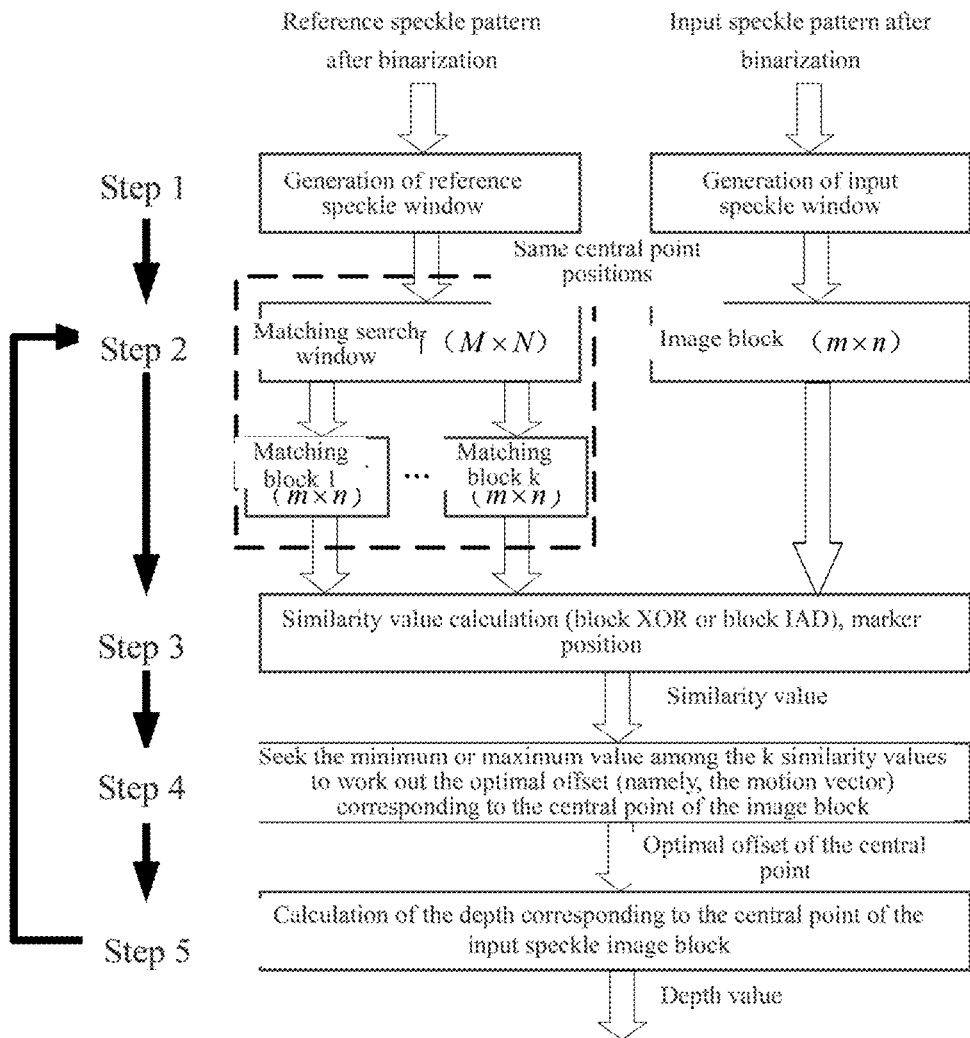 Reference speckle pattern
after binarization
Input speckle pattern after
binarization
Step 1
Generation of reference
speckle window
Generation of input
speckle window
Same central point
positions
Step 2
Matching search
window (M×N)
Image block (m×n)
Matching
block 1
(m×n)
...
Matching
block k
(m×n)
Step 3
Similarity value calculation (block XOR or block IAD), marker
position
Similarity value
Step 4
Seek the minimum or maximum value among the k similarity values
to work out the optimal offset (namely, the motion vector)
corresponding to the central point of the image block
Optimal offset of the central
point
Step 5
Calculation of the depth corresponding to the central point of the
input speckle image block
Depth value